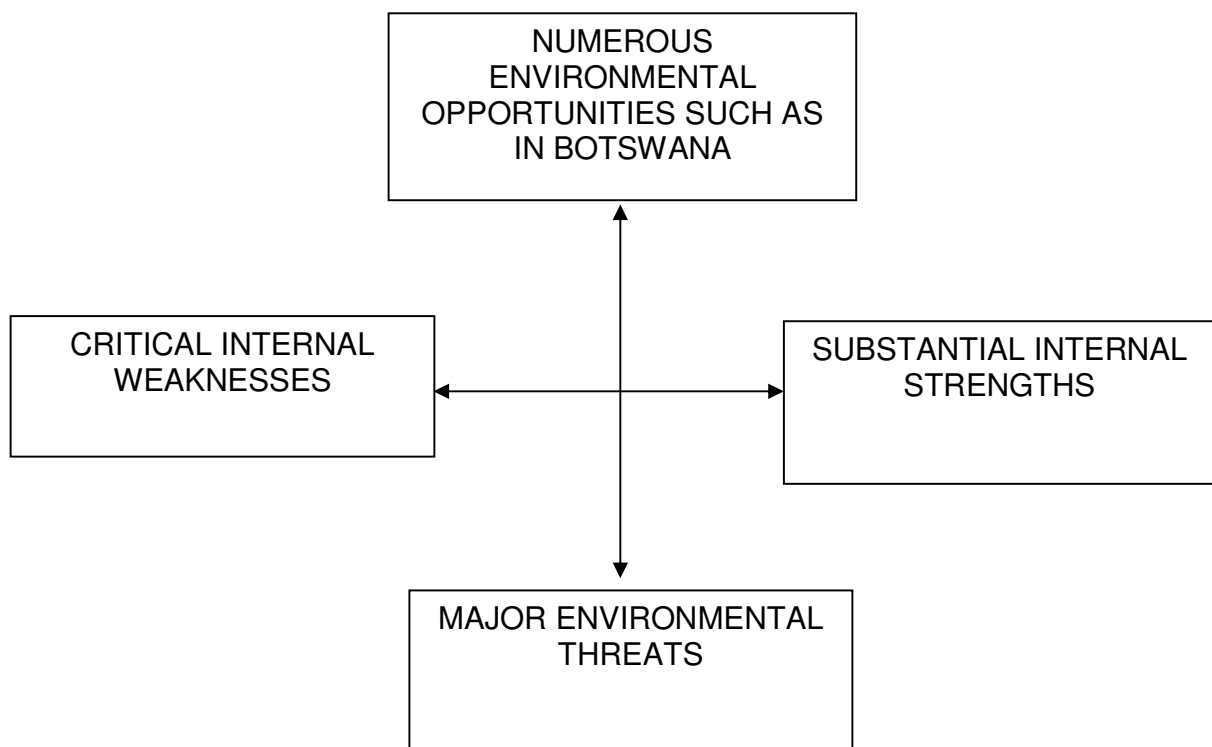 NUMEROUS
ENVIRONMENTAL
OPPORTUNITIES SUCH AS
IN BOTSWANA
CRITICAL INTERNAL
WEAKNESSES
SUBSTANTIAL INTERNAL
STRENGTHS
MAJOR ENVIRONMENTAL
THREATS